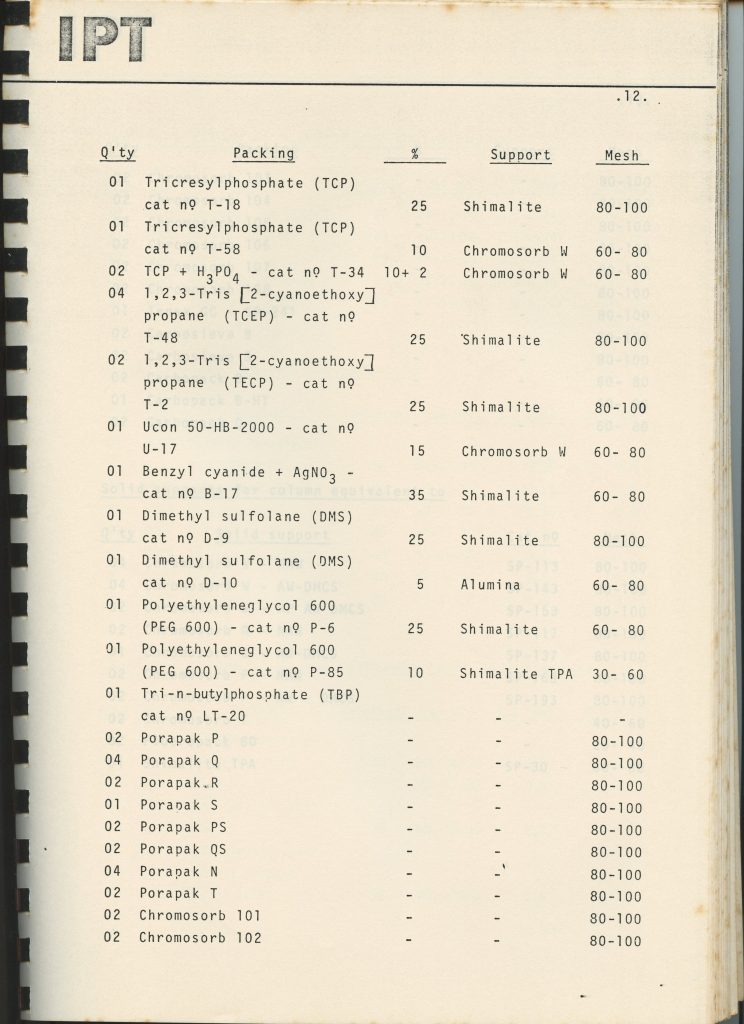 IPT
.12.
Q'ty Packing % Support Mesh
01 Tricresylphosphate (TCP)
cat nº T-18 25 Shimalite 80-100
01 Tricresylphosphate (TCP)
cat nº T-58 10 Chromosorb W 60- 80
02 TCP + H3PO4 - cat nº T-34 10+ 2 Chromosorb W 60- 80
04 1,2,3-Tris [2-cyanoethoxy]
propane (TCEP) - cat nº
T-48 25 Shimalite 80-100
02 1,2,3-Tris [2-cyanoethoxy]
propane (TECP) - cat nº
T-2 25 Shimalite 80-100
01 Ucon 50-HB-2000 - cat nº
U-17 15 Chromosorb W 60- 80
01 Benzyl cyanide + AgNO3 -
cat nº B-17 35 Shimalite 60- 80
01 Dimethyl sulfolane (DMS)
cat nº D-9 25 Shimalite 80-100
01 Dimethyl sulfolane (DMS)
cat nº D-10 5 Alumina 60- 80
01 Polyethyleneglycol 600
(PEG 600) - cat nº P-6 25 Shimalite 60- 80
01 Polyethyleneglycol 600
(PEG 600) - cat nº P-85 10 Shimalite TPA 30- 60
01 Tri-n-butylphosphate (TBP)
cat nº LT-20 - - -
02 Porapak P - - 80-100
04 Porapak Q - - 80-100
02 Porapak R - - 80-100
01 Porapak S - - 80-100
02 Porapak PS - - 80-100
02 Porapak QS - - 80-100
04 Porapak N - - 80-100
02 Porapak T - - 80-100
02 Chromosorb 101 - - 80-100
02 Chromosorb 102 - - 80-100